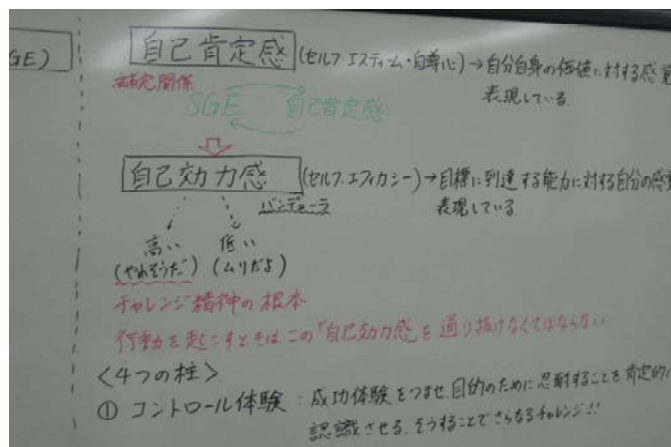 GE)
自己肯定感 (セルフ・エスティーム・自尊心) → 自分自身の価値に対する感覚
表現している
補完関係
SGE 自己肯定感
自己効力感 (セルフ・エフィカシー) → 目標に到達する能力に対する自分の感覚
バンデューラ 表現している
高い 低い
(やれそうだ) (ムリだよ)
チャレンジ精神の根本
行動を起こすときはこの「自己効力感」を通り抜けなくてはならない
<4つの柱>
① コントロール体験 : 成功体験をつませ、目的のために忍耐することを肯定的に
認識させる、そうすることでさらなるチャレンジ!!